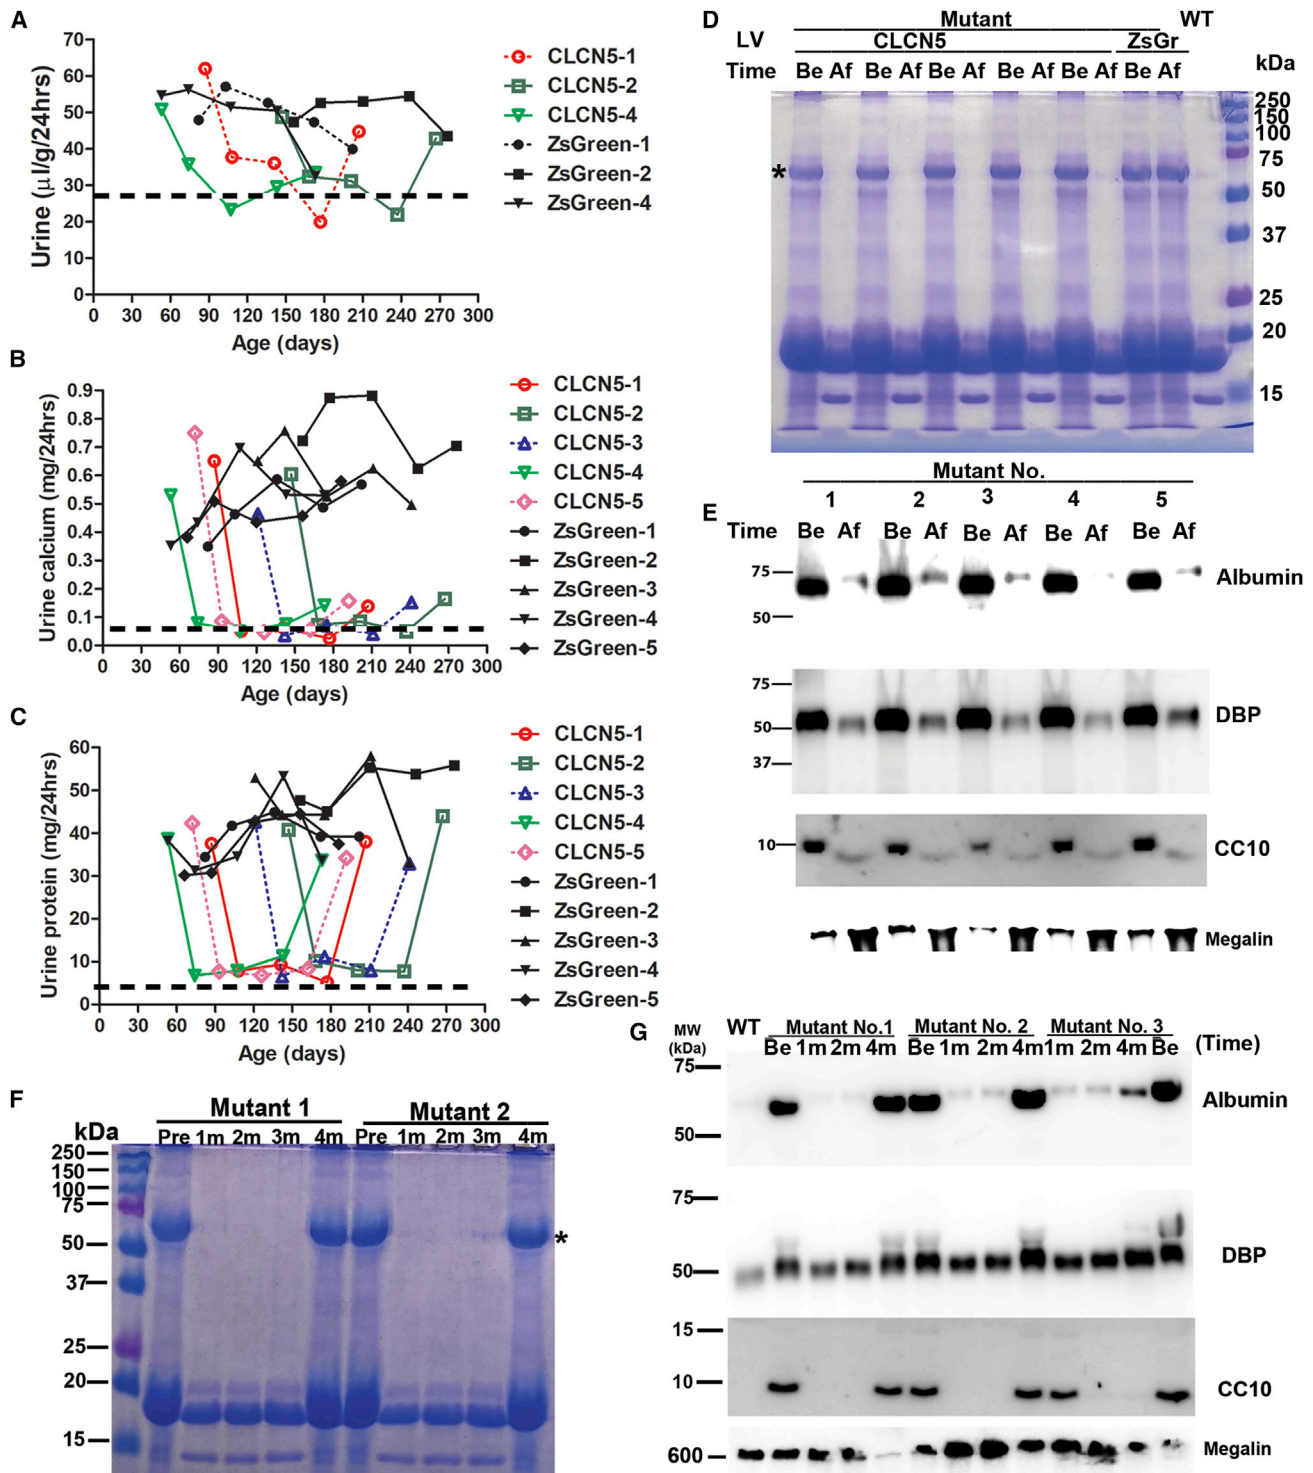 A
70
60
50
40
30
20
10
0
Urine (µl/g/24hrs)
0 30 60 90 120 150 180 210 240 270 300
Age (days)
CLCN5-1
CLCN5-2
CLCN5-4
ZsGreen-1
ZsGreen-2
ZsGreen-4
B
0.9
0.8
0.7
0.6
0.5
0.4
0.3
0.2
0.1
0.0
Urine calcium (mg/24hrs)
0 30 60 90 120 150 180 210 240 270 300
Age (days)
CLCN5-1
CLCN5-2
CLCN5-3
CLCN5-4
CLCN5-5
ZsGreen-1
ZsGreen-2
ZsGreen-3
ZsGreen-4
ZsGreen-5
C
60
50
40
30
20
10
0
Urine protein (mg/24hrs)
0 30 60 90 120 150 180 210 240 270 300
Age (days)
CLCN5-1
CLCN5-2
CLCN5-3
CLCN5-4
CLCN5-5
ZsGreen-1
ZsGreen-2
ZsGreen-3
ZsGreen-4
ZsGreen-5
D
Mutant WT
LV CLCN5 ZsGr
Time Be Af Be Af Be Af Be Af Be Af Be Af
kDa
250
150
100
75
50
37
25
20
15
*
E
Mutant No.
1 2 3 4 5
Time Be Af Be Af Be Af Be Af Be Af
75
50
Albumin
75
50
37
DBP
10
CC10
Megalin
F
Mutant 1 Mutant 2
kDa Pre 1m 2m 3m 4m Pre 1m 2m 3m 4m
250
150
100
75
50
37
25
20
15
*
G
MW (kDa) WT Mutant No.1 Mutant No. 2 Mutant No. 3
Be 1m 2m 4m Be 1m 2m 4m 1m 2m 4m Be (Time)
75
50
Albumin
75
50
DBP
15
10
CC10
600
Megalin